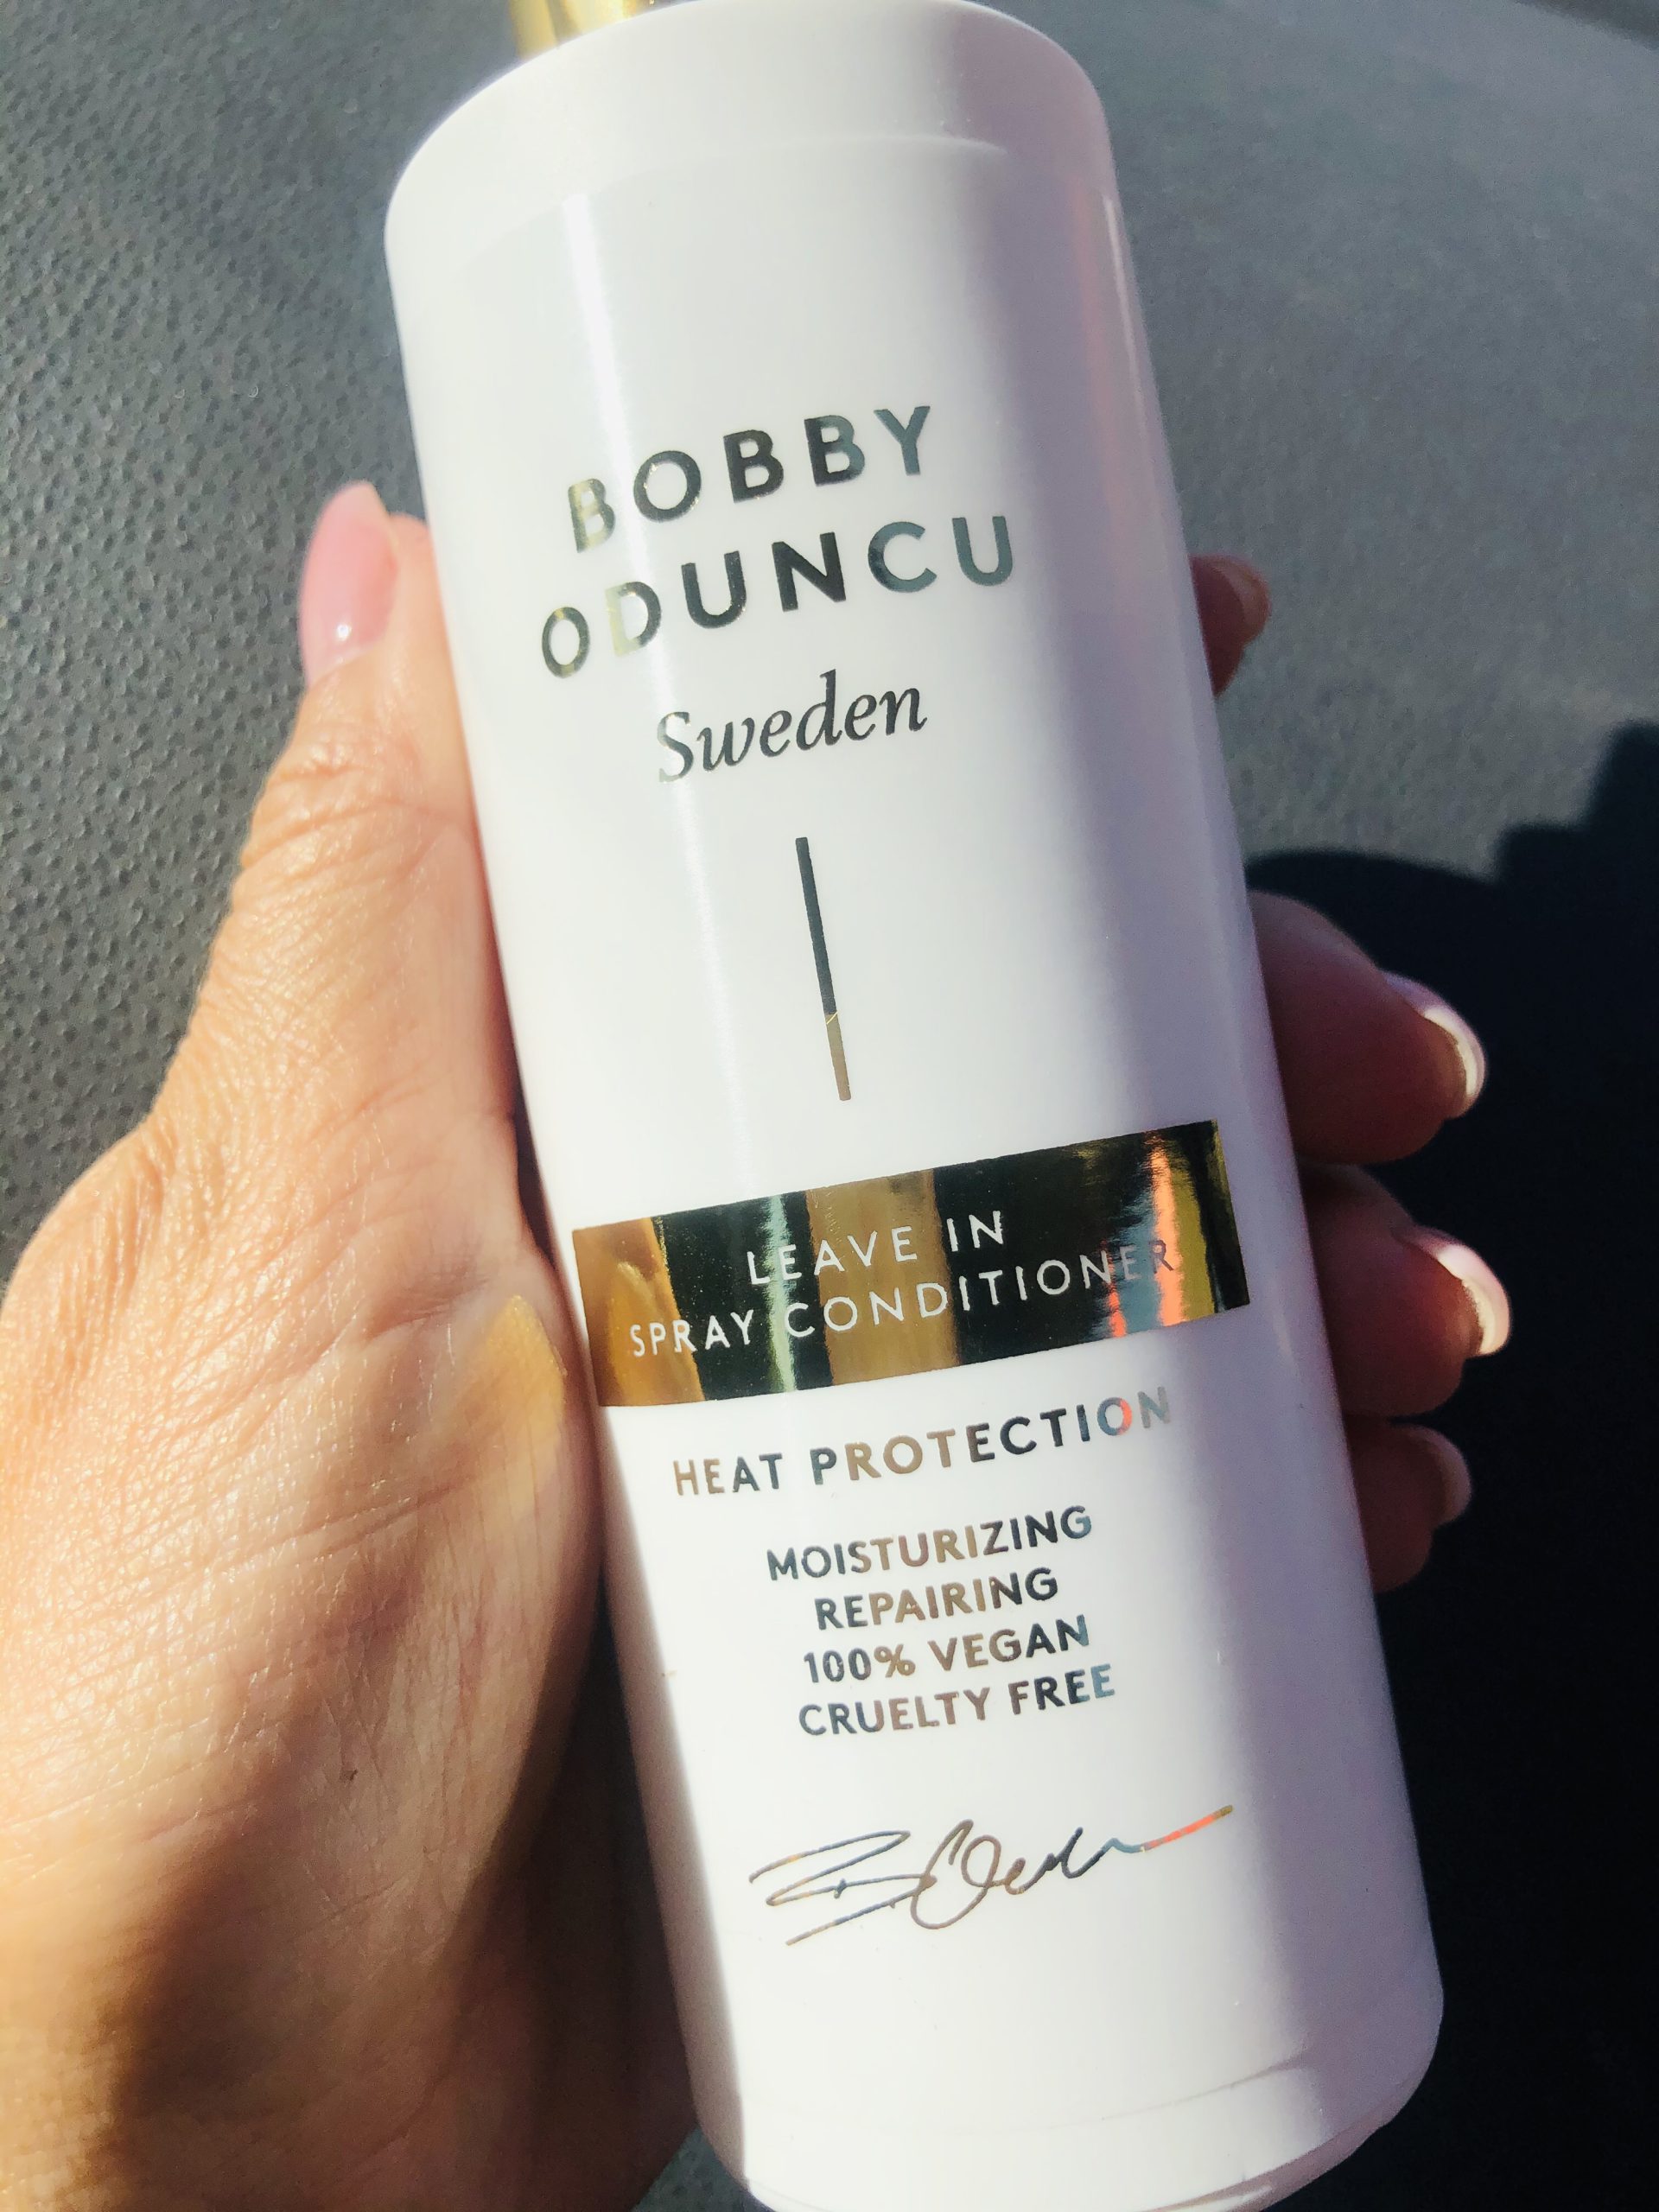 BOBBY
ODUNCU
Sweden
LEAVE IN
SPRAY CONDITIONER
HEAT PROTECTION
MOISTURIZING
REPAIRING
100% VEGAN
CRUELTY FREE